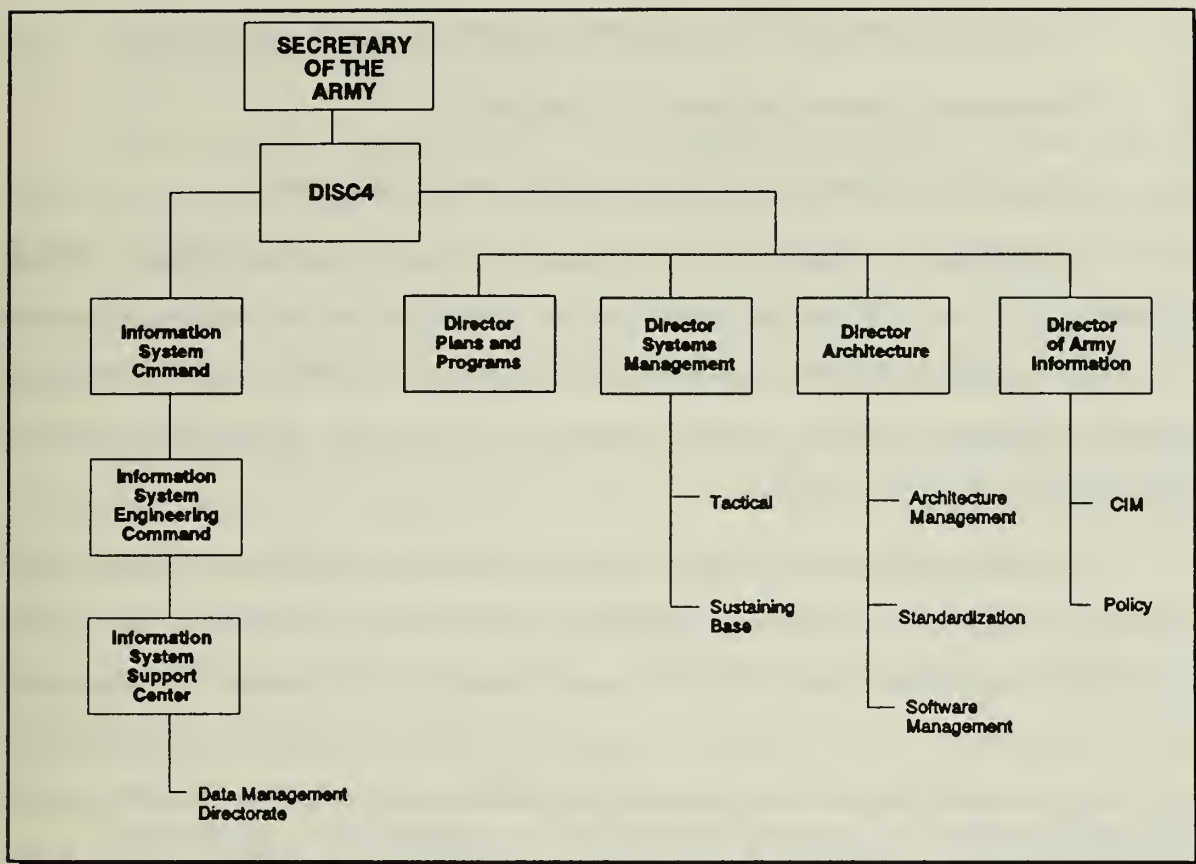 SECRETARY
OF THE
ARMY
DISC4
Information
System
Cmmand
Director
Plans and
Programs
Director
Systems
Management
Director
Architecture
Director
of Army
Information
Information
System
Engineering
Command
Tactical
Architecture
Management
CIM
Sustaining
Base
Standardization
Policy
Information
System
Support
Center
Software
Management
Data Management
Directorate